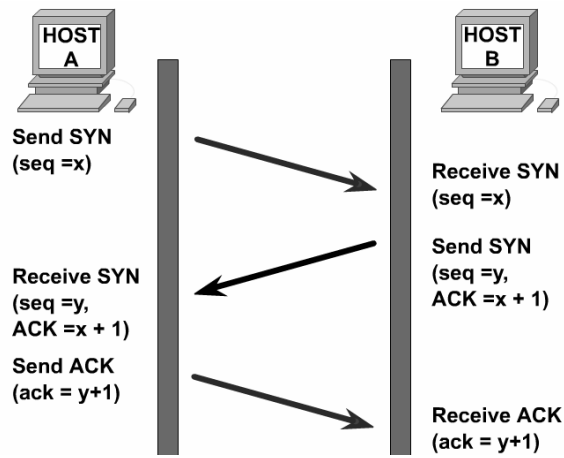 HOST
A
HOST
B
Send SYN
(seq =x)
Receive SYN
(seq =x)
Send SYN
(seq =y,
ACK =x + 1)
Receive SYN
(seq =y,
ACK =x + 1)
Send ACK
(ack = y+1)
Receive ACK
(ack = y+1)